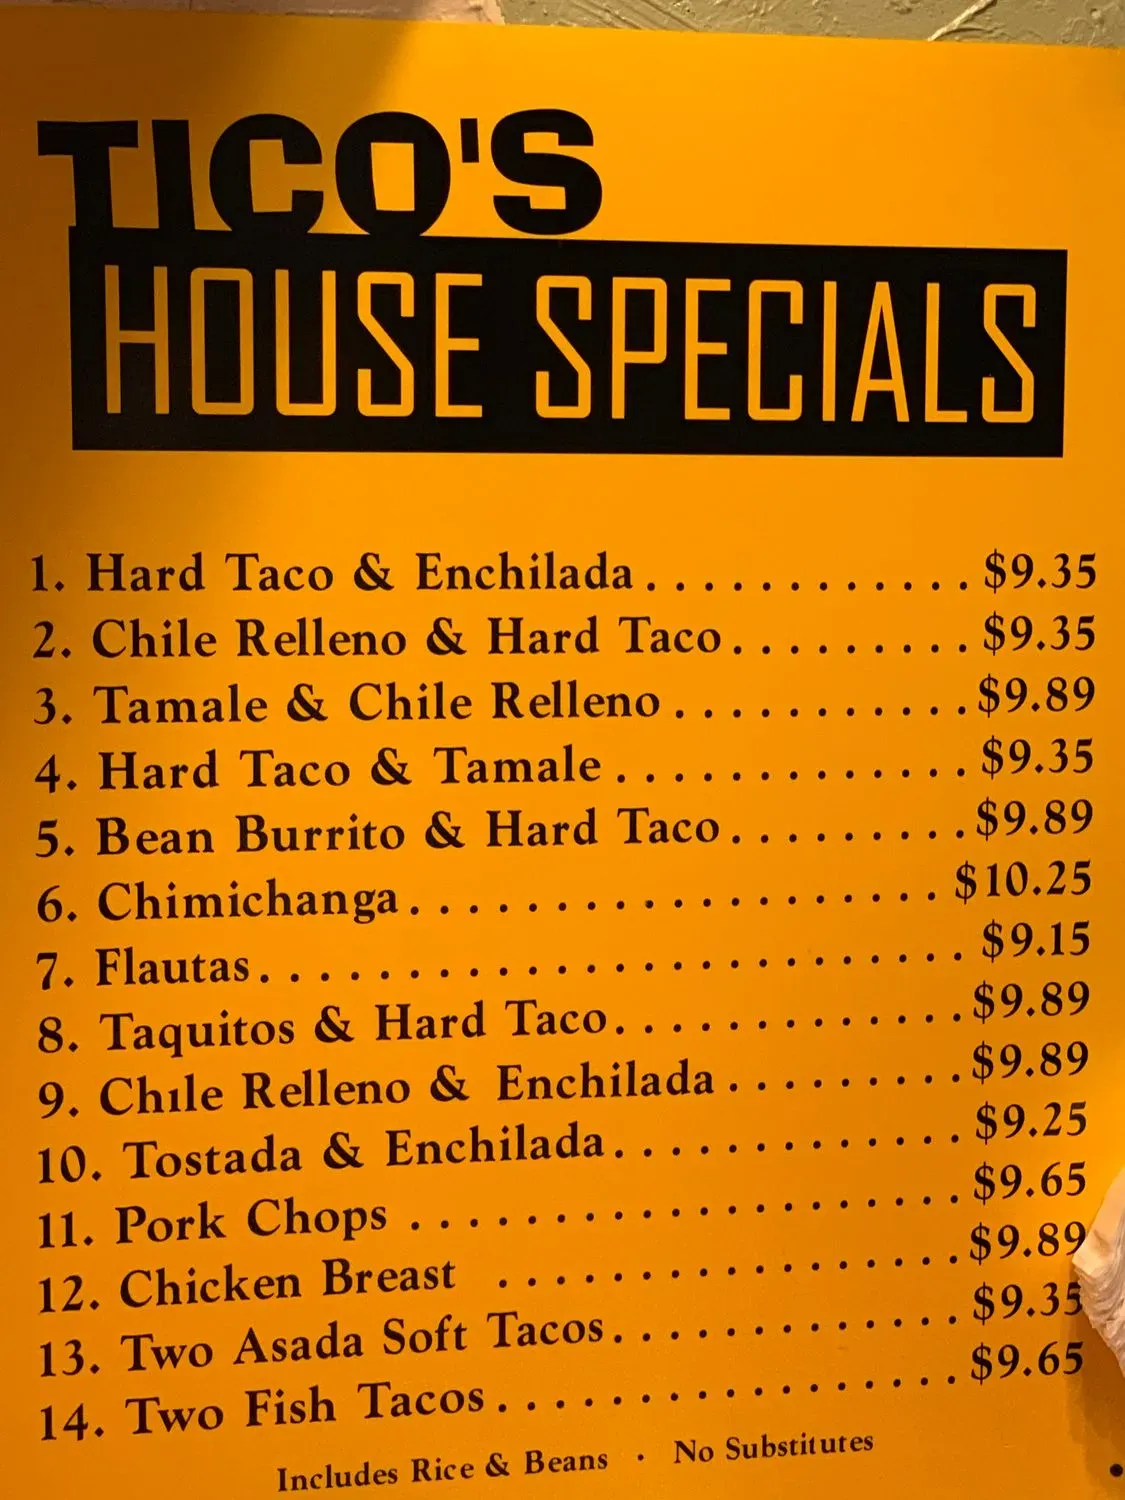 TICO'S
HOUSE SPECIALS
1. Hard Taco & Enchilada............$9.35
2. Chile Relleno & Hard Taco.........$9.35
3. Tamale & Chile Relleno...........$9.89
4. Hard Taco & Tamale.............$9.35
5. Bean Burrito & Hard Taco.........$9.89
6. Chimichanga...................$10.25
7. Flautas.........................$9.15
8. Taquitos & Hard Taco.............$9.89
9. Chile Relleno & Enchilada.........$9.89
10. Tostada & Enchilada.............$9.25
11. Pork Chops ....................$9.65
12. Chicken Breast .................$9.89
13. Two Asada Soft Tacos.............$9.35
14. Two Fish Tacos.................$9.65
Includes Rice & Beans · No Substitutes